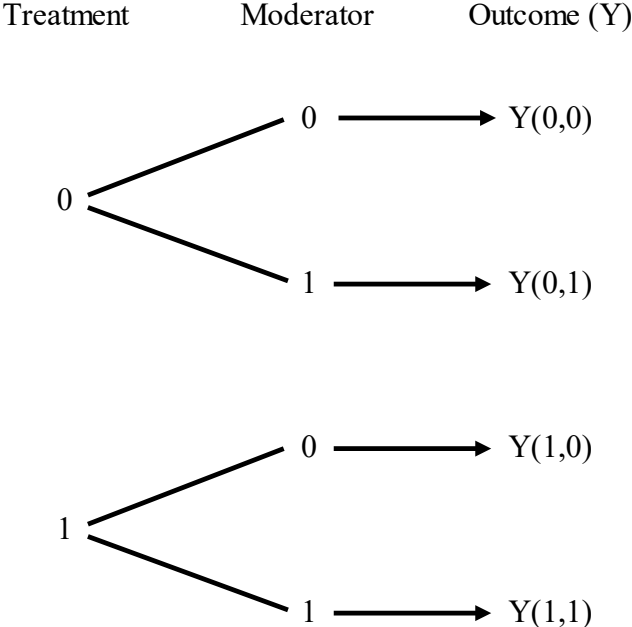 Treatment Moderator Outcome (Y)
0 Y(0,0)
0
1 Y(0,1)
0 Y(1,0)
1
1 Y(1,1)